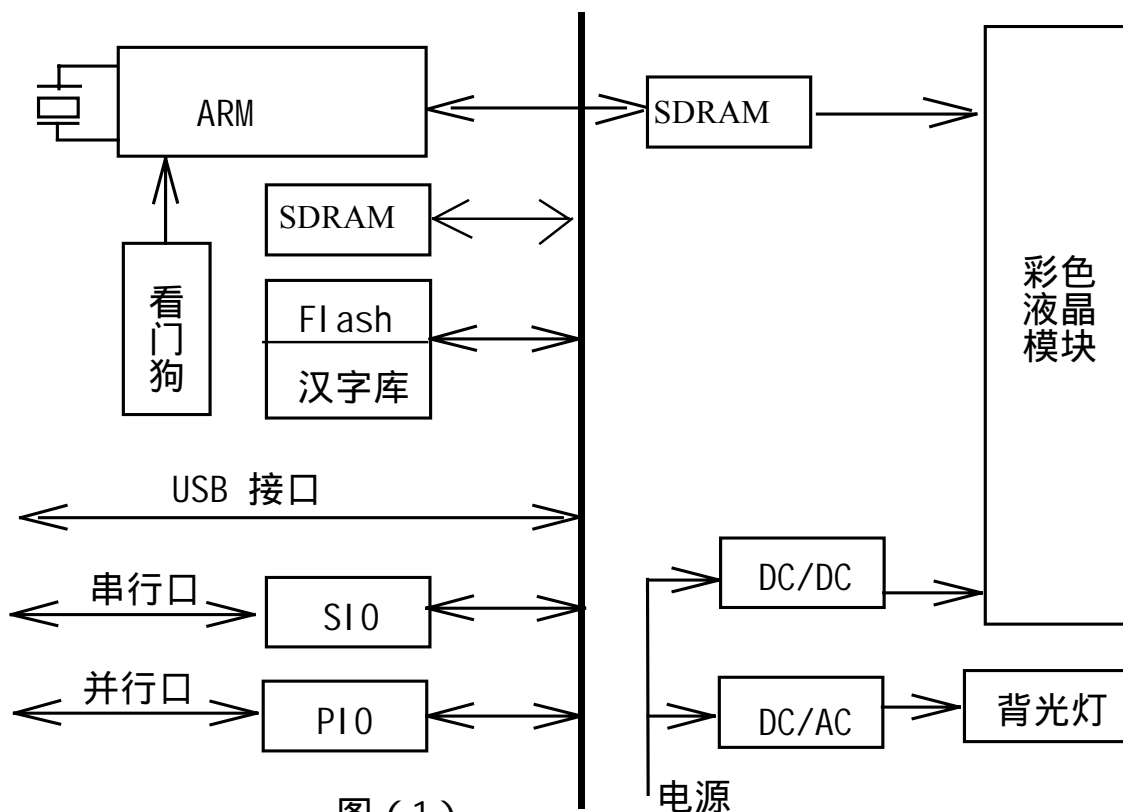 ARM
SDRAM
SDRAM
看门狗
Flash
汉字库
彩色
液晶
模块
USB 接口
串行口
SIO
并行口
PIO
DC/DC
DC/AC
背光灯
电源
图(1)